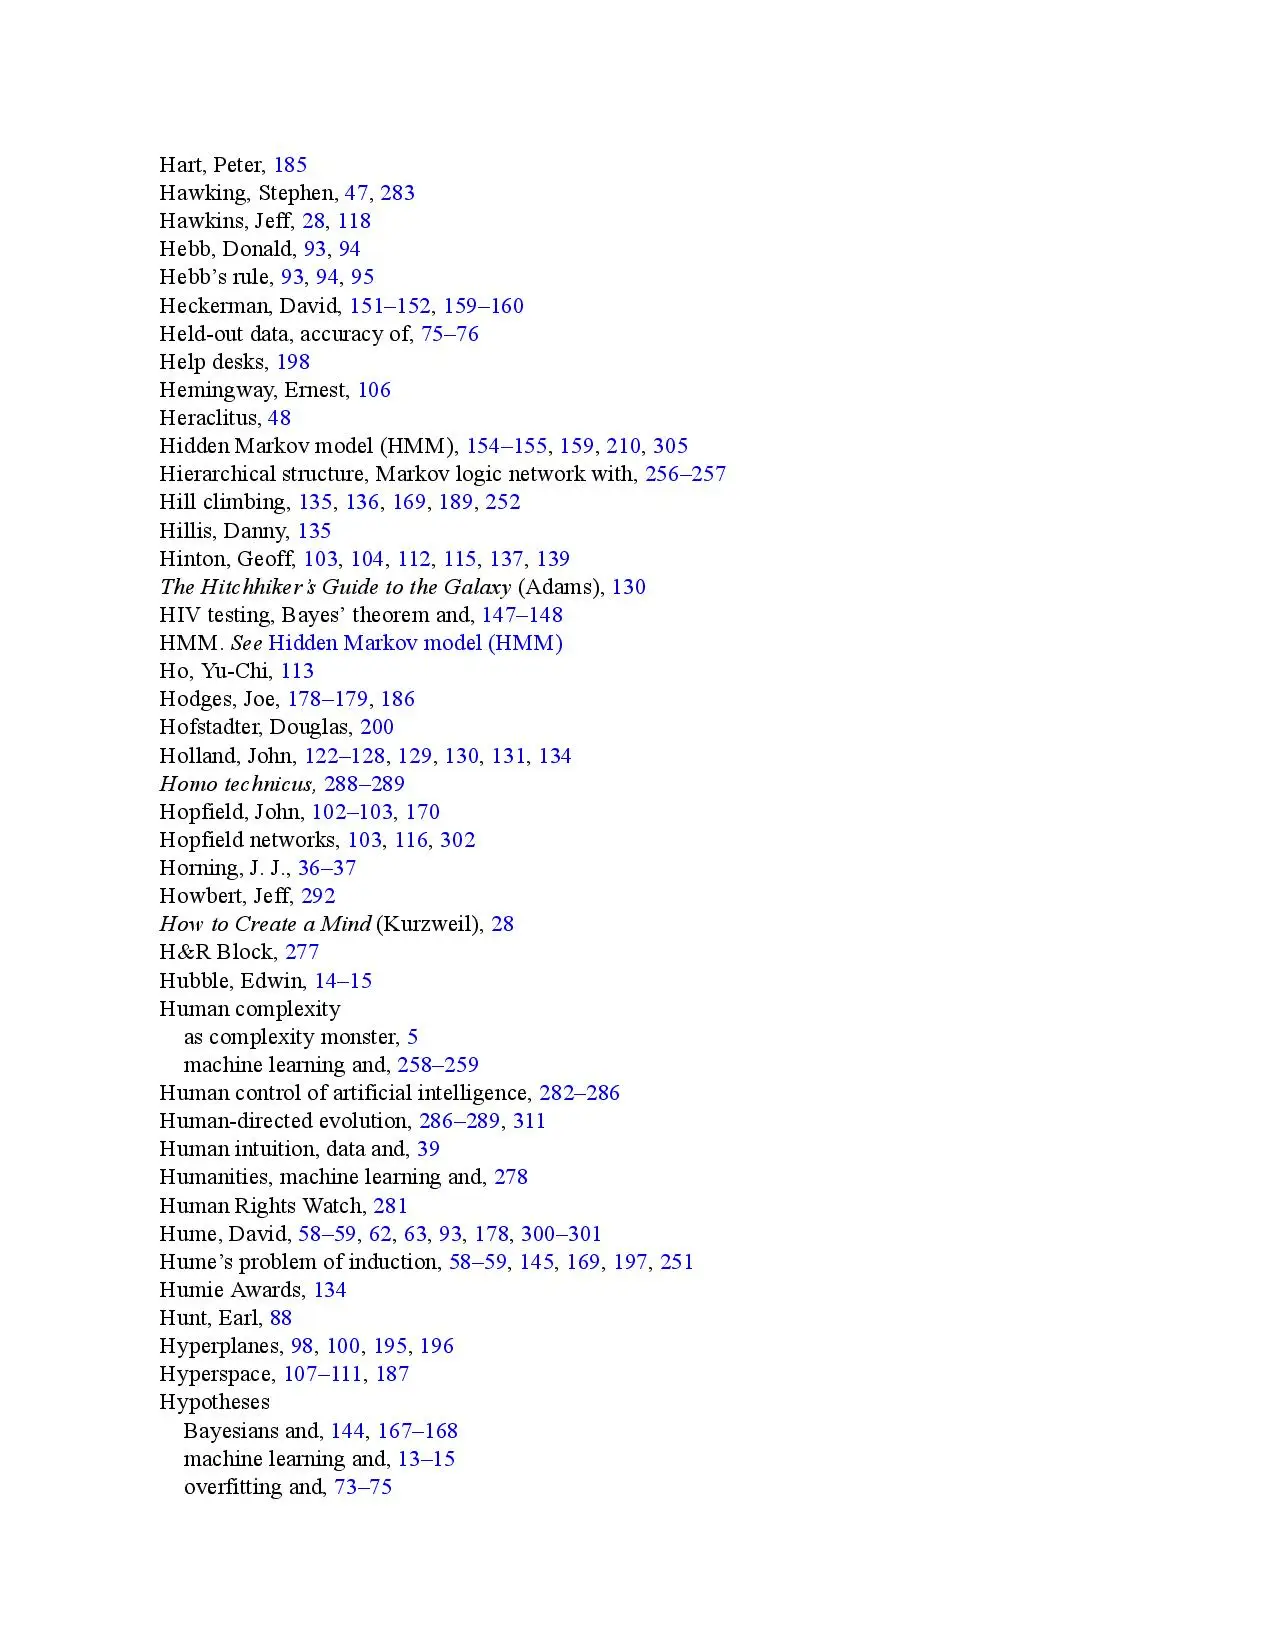 Hart, Peter, 185
Hawking, Stephen, 47, 283
Hawkins, Jeff, 28, 118
Hebb, Donald, 93, 94
Hebb’s rule, 93, 94, 95
Heckerman, David, 151–152, 159–160
Held-out data, accuracy of, 75–76
Help desks, 198
Hemingway, Ernest, 106
Heraclitus, 48
Hidden Markov model (HMM), 154–155, 159, 210, 305
Hierarchical structure, Markov logic network with, 256–257
Hill climbing, 135, 136, 169, 189, 252
Hillis, Danny, 135
Hinton, Geoff, 103, 104, 112, 115, 137, 139
The Hitchhiker’s Guide to the Galaxy (Adams), 130
HIV testing, Bayes’ theorem and, 147–148
HMM. See Hidden Markov model (HMM)
Ho, Yu-Chi, 113
Hodges, Joe, 178–179, 186
Hofstadter, Douglas, 200
Holland, John, 122–128, 129, 130, 131, 134
Homo technicus, 288–289
Hopfield, John, 102–103, 170
Hopfield networks, 103, 116, 302
Horning, J. J., 36–37
Howbert, Jeff, 292
How to Create a Mind (Kurzweil), 28
H&R Block, 277
Hubble, Edwin, 14–15
Human complexity
as complexity monster, 5
machine learning and, 258–259
Human control of artificial intelligence, 282–286
Human-directed evolution, 286–289, 311
Human intuition, data and, 39
Humanities, machine learning and, 278
Human Rights Watch, 281
Hume, David, 58–59, 62, 63, 93, 178, 300–301
Hume’s problem of induction, 58–59, 145, 169, 197, 251
Humie Awards, 134
Hunt, Earl, 88
Hyperplanes, 98, 100, 195, 196
Hyperspace, 107–111, 187
Hypotheses
Bayesians and, 144, 167–168
machine learning and, 13–15
overfitting and, 73–75